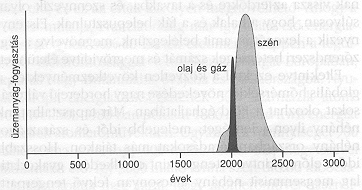 üzemanyag-fogyasztás
szén
olaj és gáz
0 500 1000 1500 2000 2500 3000
évek